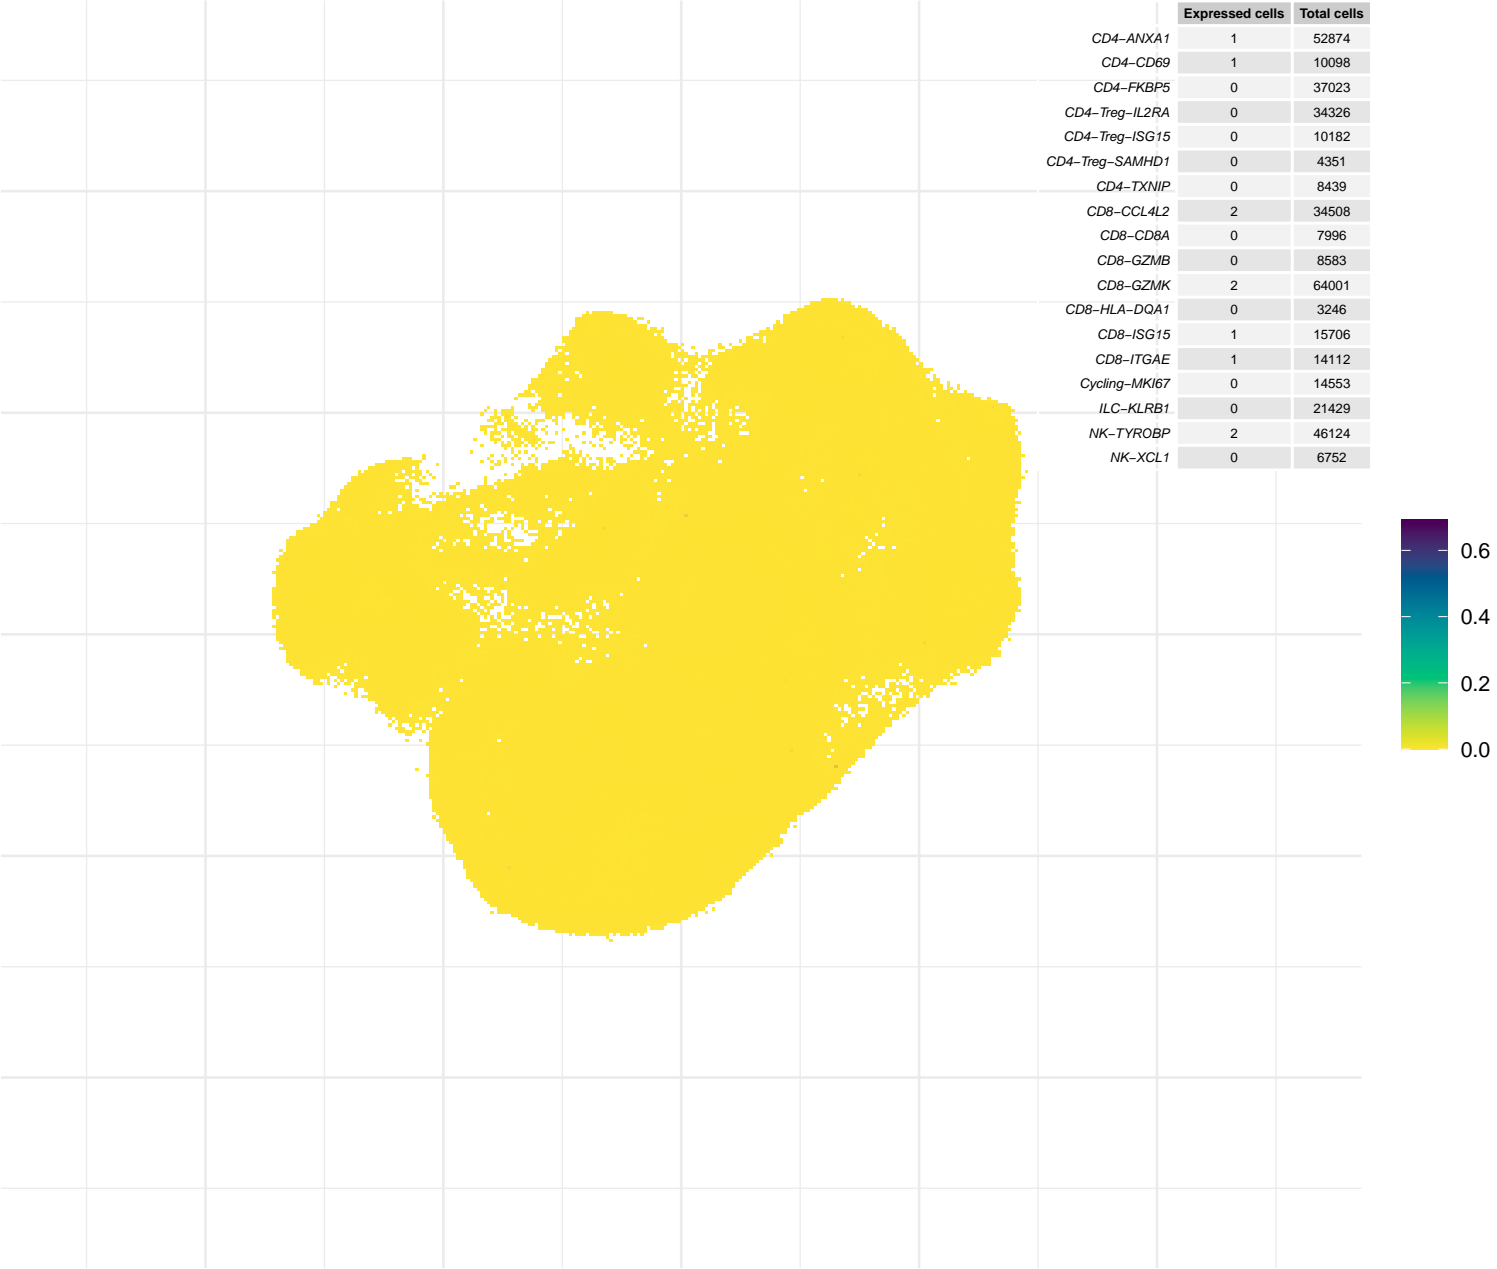 Expressed cells Total cells
CD4−ANXA1 1 52874
CD4−CD69 1 10098
CD4−FKBP5 0 37023
CD4−Treg−IL2RA 0 34326
CD4−Treg−ISG15 0 10182
CD4−Treg−SAMHD1 0 4351
CD4−TXNIP 0 8439
CD8−CCL4L2 2 34508
CD8−CD8A 0 7996
CD8−GZMB 0 8583
CD8−GZMK 2 64001
CD8−HLA−DQA1 0 3246
CD8−ISG15 1 15706
CD8−ITGAE 1 14112
Cycling−MKI67 0 14553
ILC−KLRB1 0 21429
NK−TYROBP 2 46124
NK−XCL1 0 6752
0.6
0.4
0.2
0.0